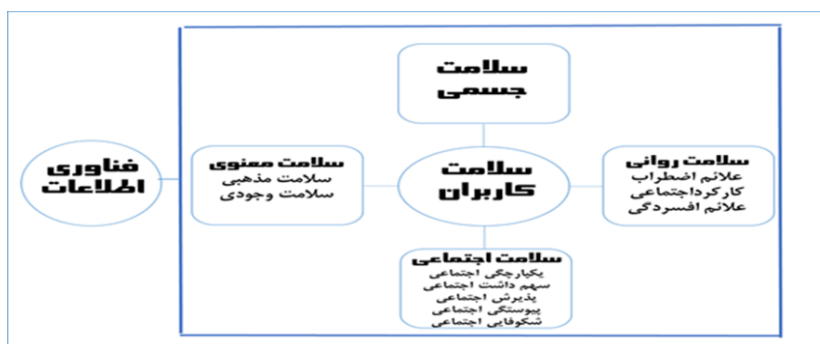 سلامت
جسمی
فناوری
اطلاعات
سلامت معنوی
سلامت مذهبی
سلامت وجودی
سلامت
کاربران
سلامت روانی
علائم اضطراب
کارکرداجتماعی
علائم افسردگی
سلامت اجتماعی
یکپارچگی اجتماعی
سهم داشت اجتماعی
پذیرش اجتماعی
پیوستگی اجتماعی
شکوفایی اجتماعی